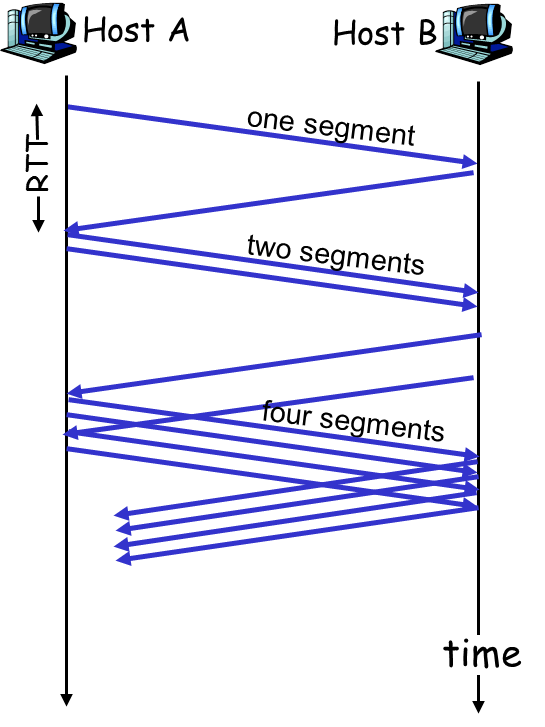 Host A
Host B
one segment
RTT
two segments
four segments
time